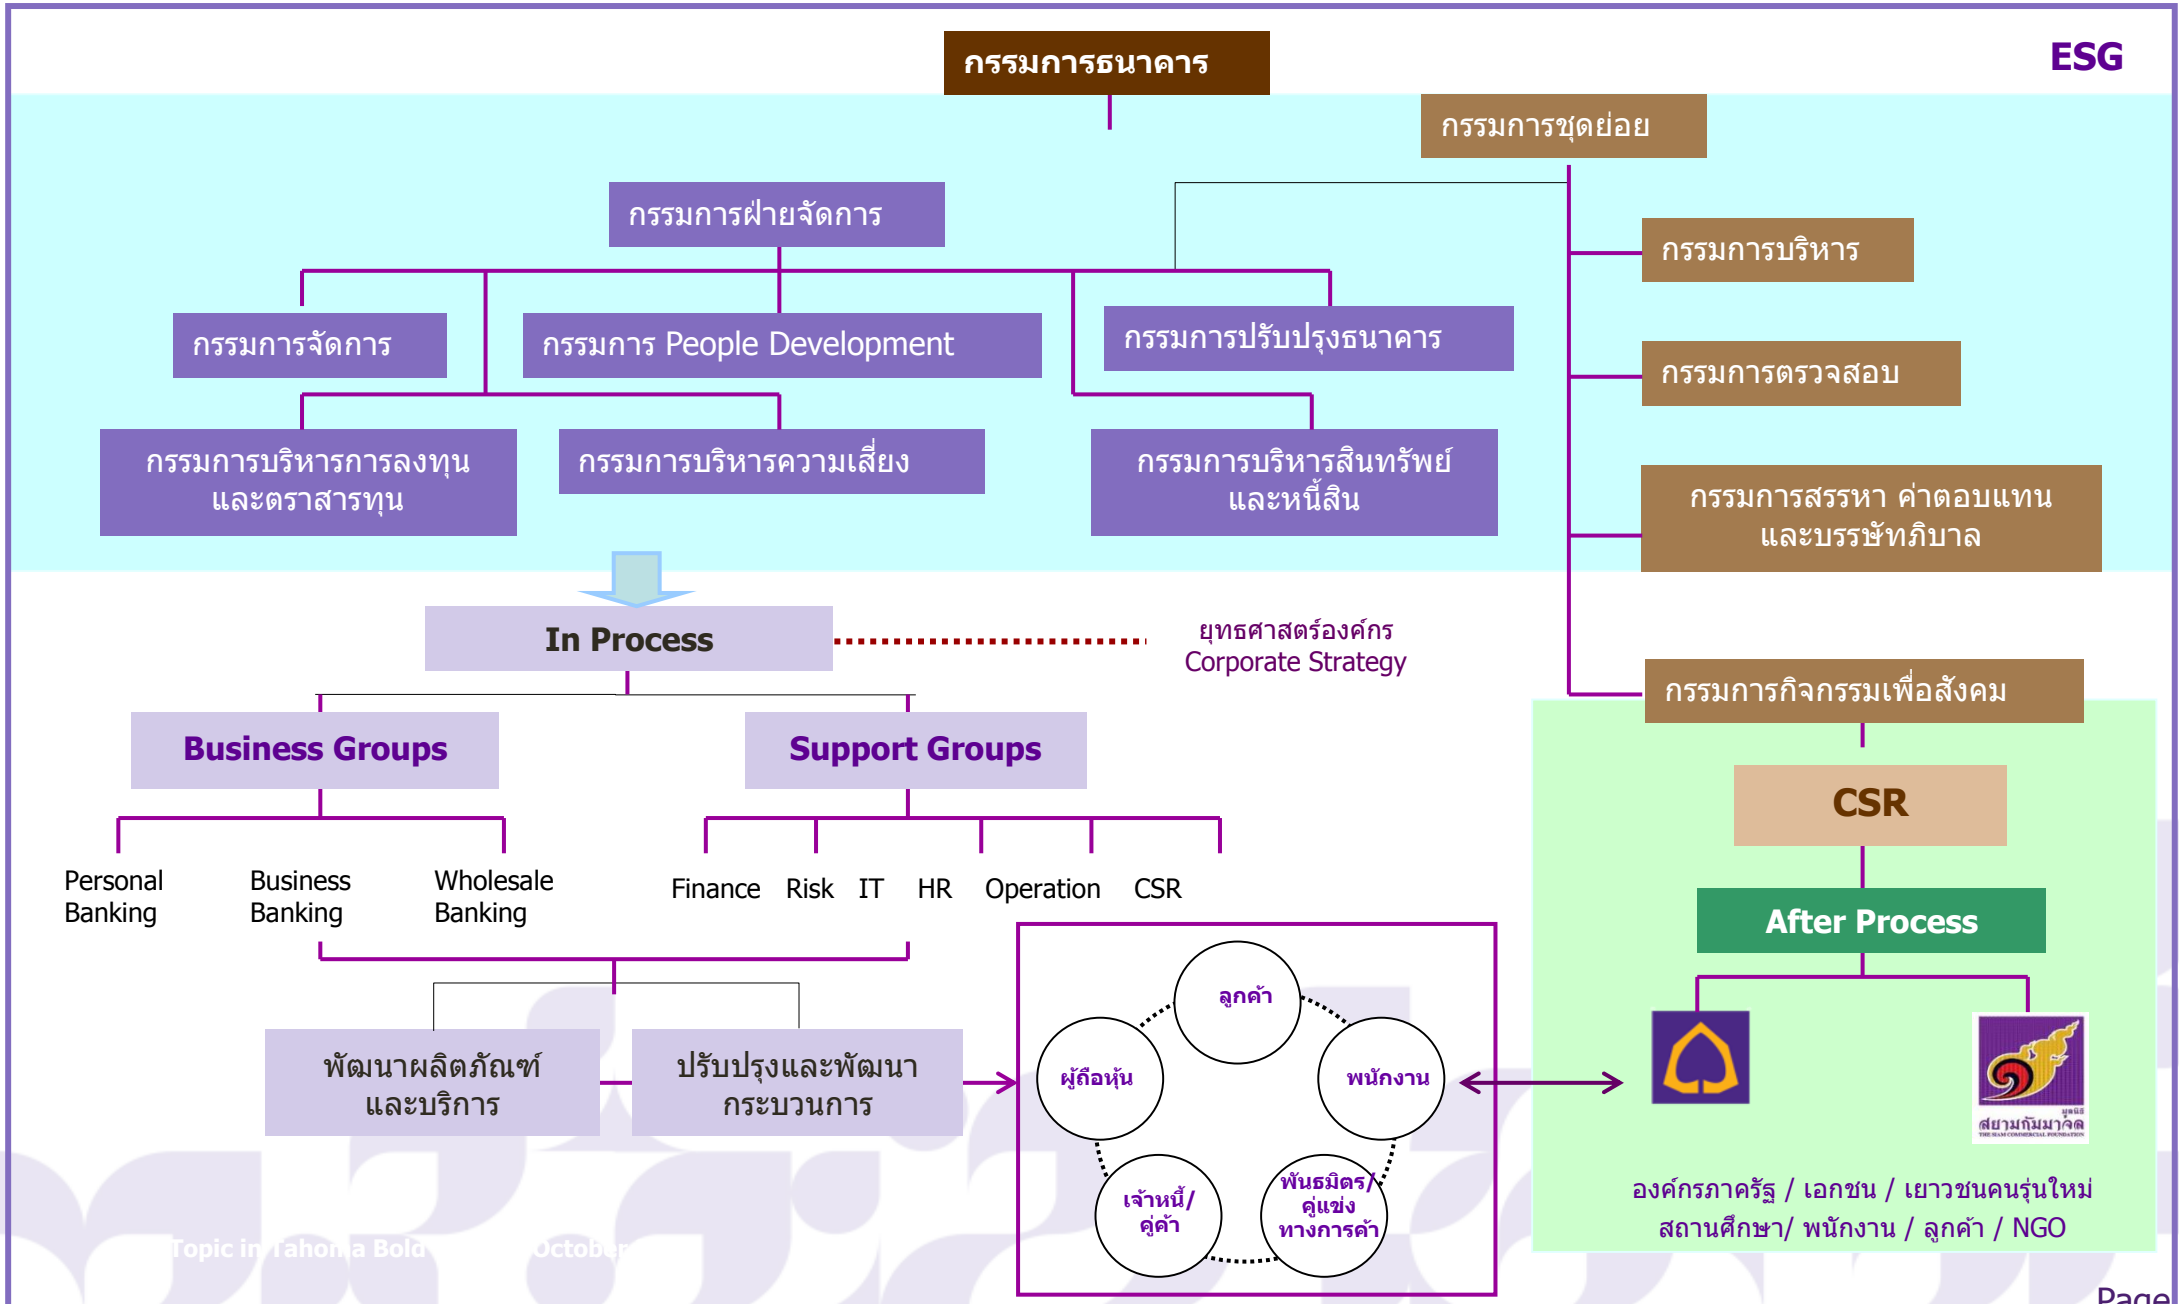 กรรมการธนาคาร
ESG
กรรมการชุดย่อย
กรรมการฝ่ายจัดการ
กรรมการบริหาร
กรรมการจัดการ
กรรมการ People Development
กรรมการปรับปรุงธนาคาร
กรรมการตรวจสอบ
กรรมการบริหารการลงทุน
และตราสารทุน
กรรมการบริหารความเสี่ยง
กรรมการบริหารสินทรัพย์
และหนี้สิน
กรรมการสรรหา ค่าตอบแทน
และบรรษัทภิบาล
In Process
ยุทธศาสตร์องค์กร
Corporate Strategy
กรรมการกิจกรรมเพื่อสังคม
Business Groups
Support Groups
CSR
Personal
Banking
Business
Banking
Wholesale
Banking
Finance
Risk
IT
HR
Operation
CSR
After Process
พัฒนาผลิตภัณฑ์
และบริการ
ปรับปรุงและพัฒนา
กระบวนการ
ลูกค้า
ผู้ถือหุ้น
พนักงาน
เจ้าหนี้/
คู่ค้า
พันธมิตร/
คู่แข่ง
ทางการค้า
มูลนิธิ
สยามกัมมาจล
THE SIAM COMMERCIAL FOUNDATION
องค์กรภาครัฐ / เอกชน / เยาวชนคนรุ่นใหม่
สถานศึกษา/ พนักงาน / ลูกค้า / NGO
Topic in Tahoma Bold October
Page